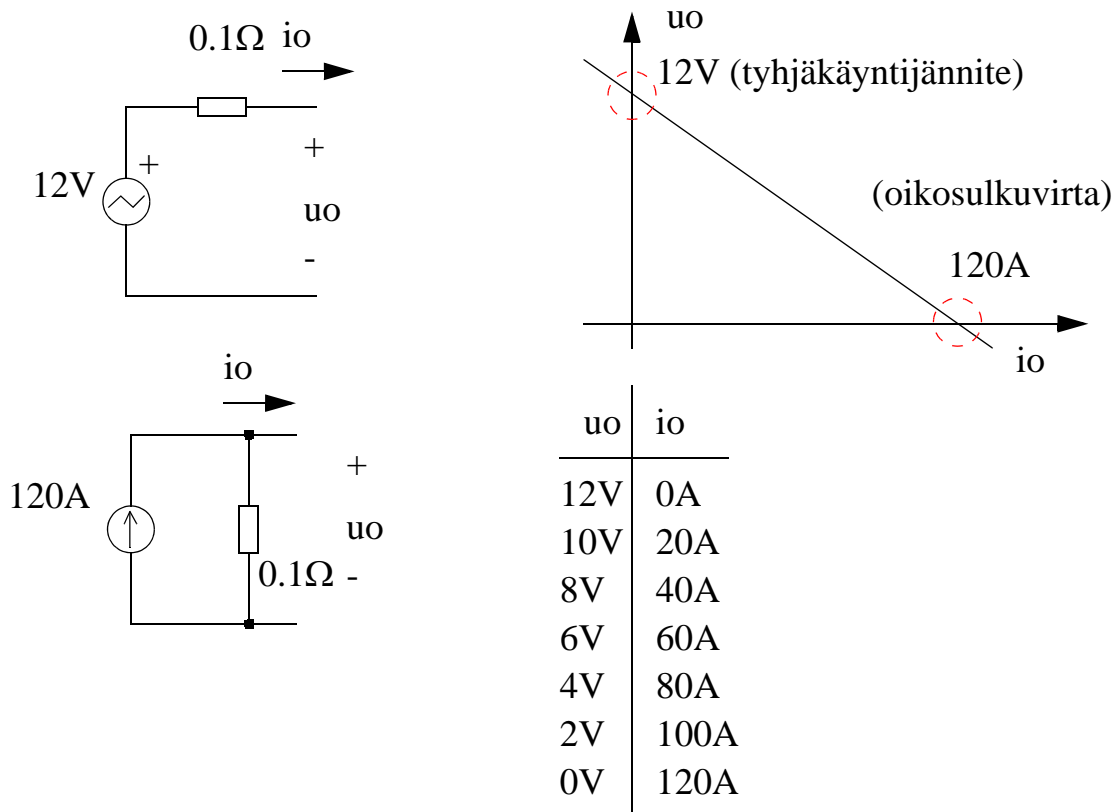 0.1Ω io
+
12V
+
uo
-
uo
12V (tyhjäkäyntijännite)
(oikosulkuvirta)
120A
io
io
120A
+
uo
0.1Ω -
uo io
12V 0A
10V 20A
8V 40A
6V 60A
4V 80A
2V 100A
0V 120A